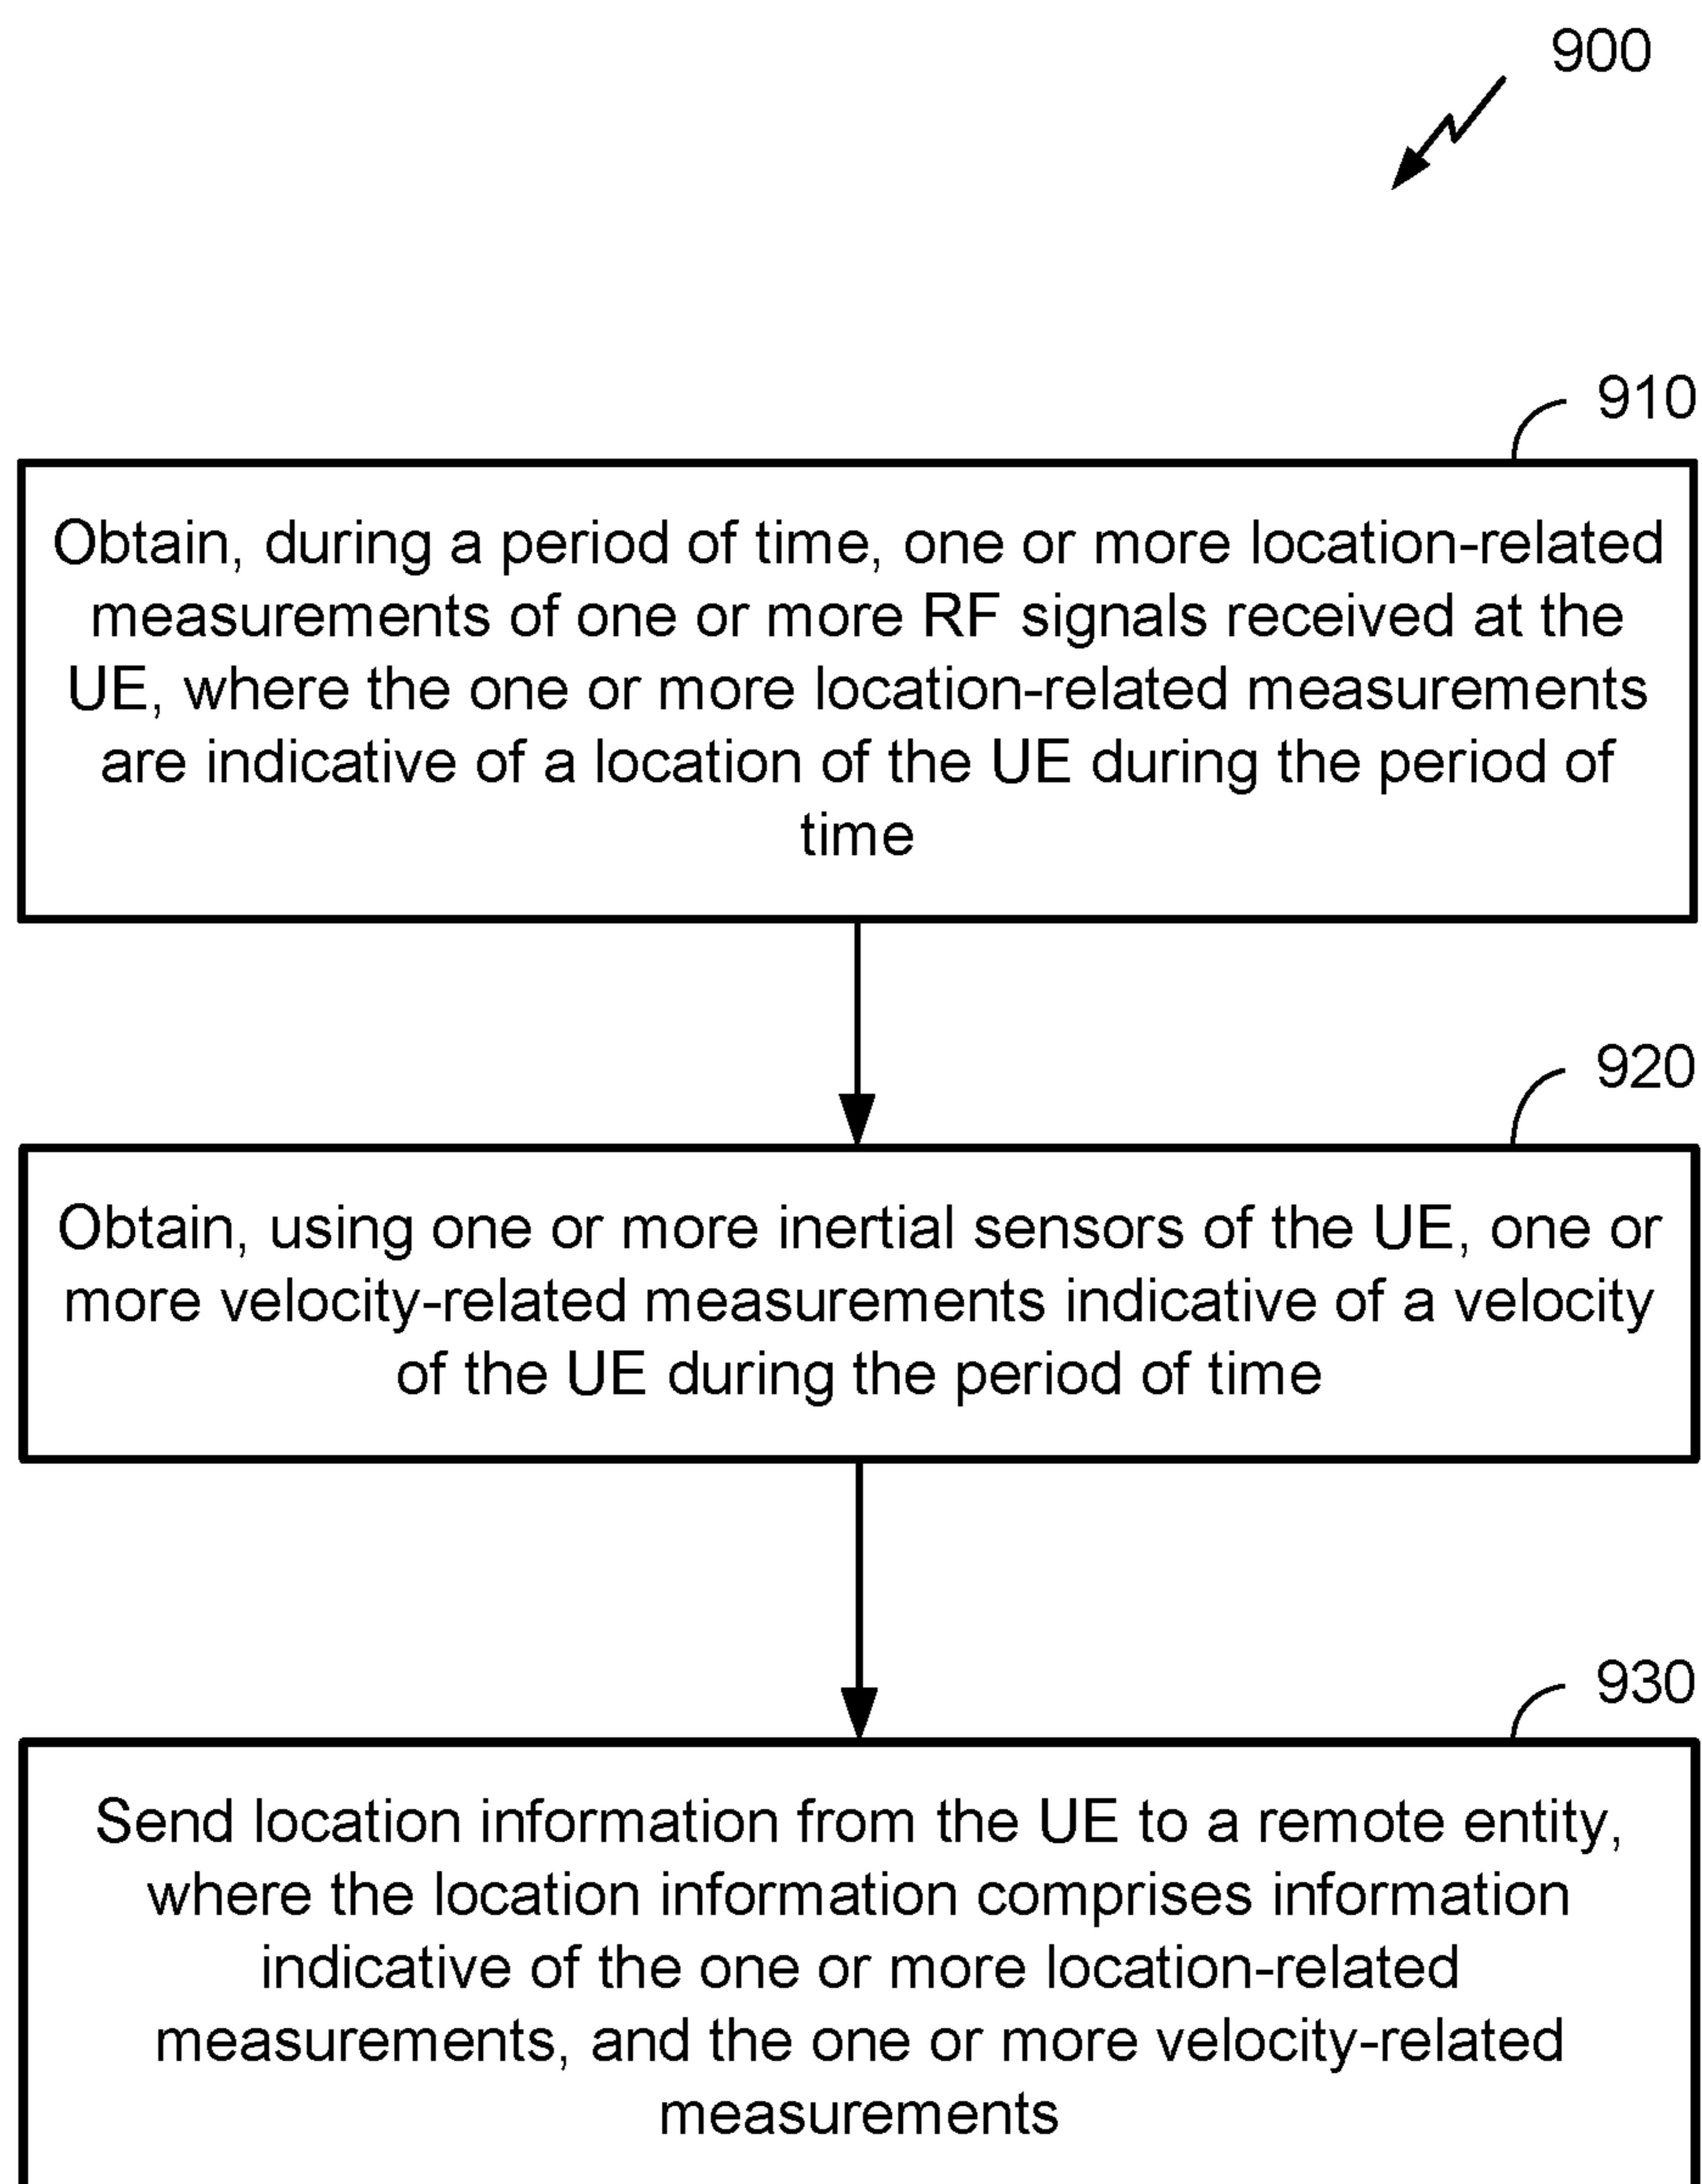 900
910
Obtain, during a period of time, one or more location-related
measurements of one or more RF signals received at the
UE, where the one or more location-related measurements
are indicative of a location of the UE during the period of
time
920
Obtain, using one or more inertial sensors of the UE, one or
more velocity-related measurements indicative of a velocity
of the UE during the period of time
930
Send location information from the UE to a remote entity,
where the location information comprises information
indicative of the one or more location-related
measurements, and the one or more velocity-related
measurements